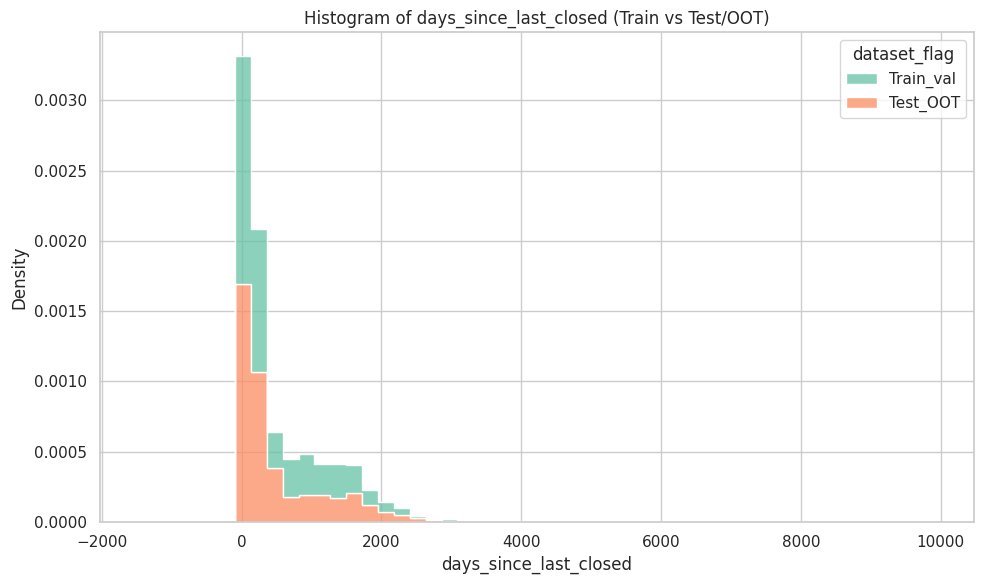 Histogram of days_since_last_closed (Train vs Test/OOT)
dataset_flag
Train_val
Test_OOT
Density
0.0030
0.0025
0.0020
0.0015
0.0010
0.0005
0.0000
−2000
0
2000
4000
6000
8000
10000
days_since_last_closed